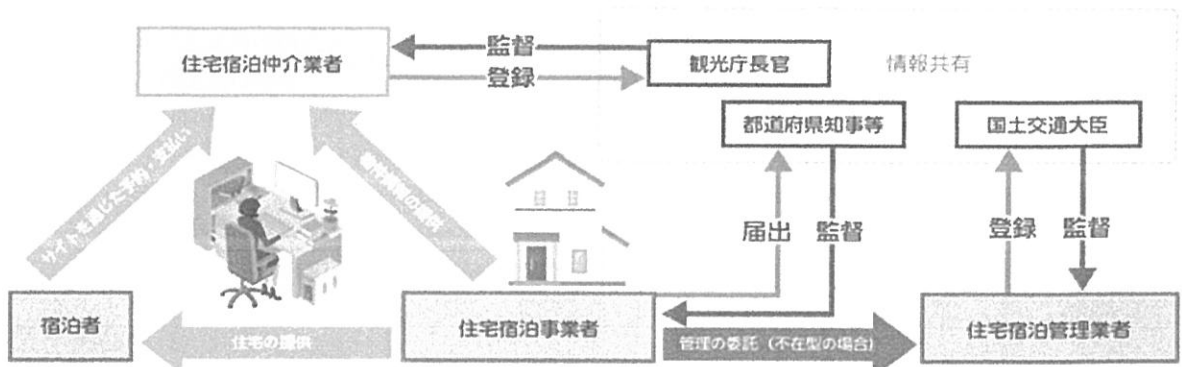 監督
住宅宿泊仲介業者
観光庁長官
情報共有
登録
都道府県知事等
国土交通大臣
サイトを通じた予約・支払い
物件情報の提供
届出
監督
登録
監督
宿泊者
住宅の提供
住宅宿泊事業者
管理の委託（不在型の場合）
住宅宿泊管理業者